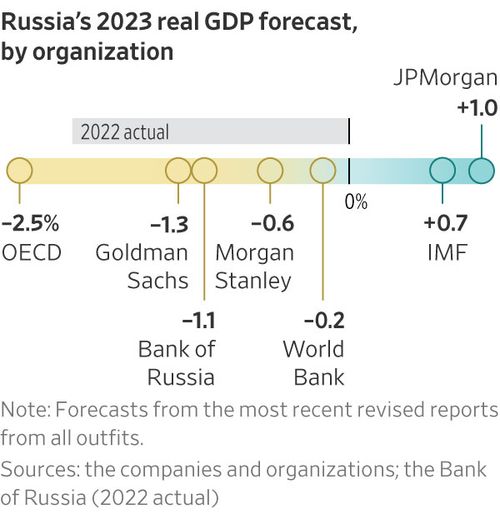 Russia's 2023 real GDP forecast,
by organization
JPMorgan
+1.0
2022 actual
0%
−2.5%
OECD
−1.3
Goldman
Sachs
−0.6
Morgan
Stanley
+0.7
IMF
−1.1
Bank of
Russia
−0.2
World
Bank
Note: Forecasts from the most recent revised reports
from all outfits.
Sources: the companies and organizations; the Bank
of Russia (2022 actual)